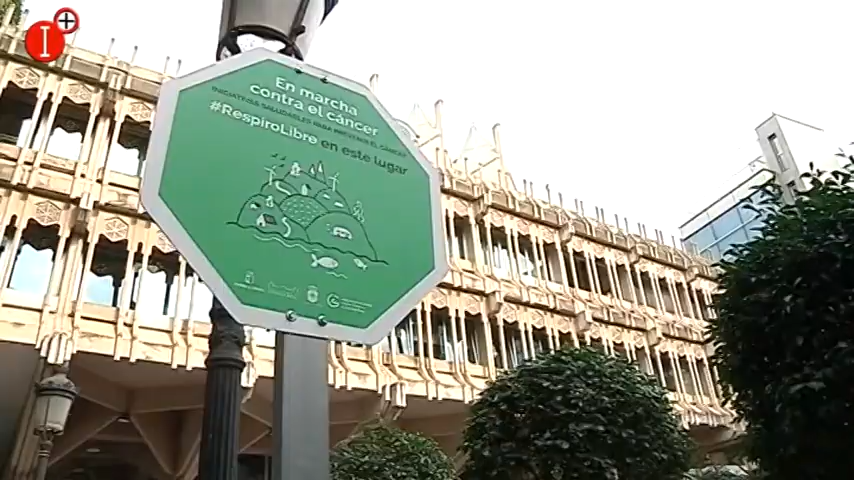 I
En marcha
contra el cáncer
INICIATIVAS SALUDABLES PARA PREVENIR EL CÁNCER
#RespiroLibre en este lugar